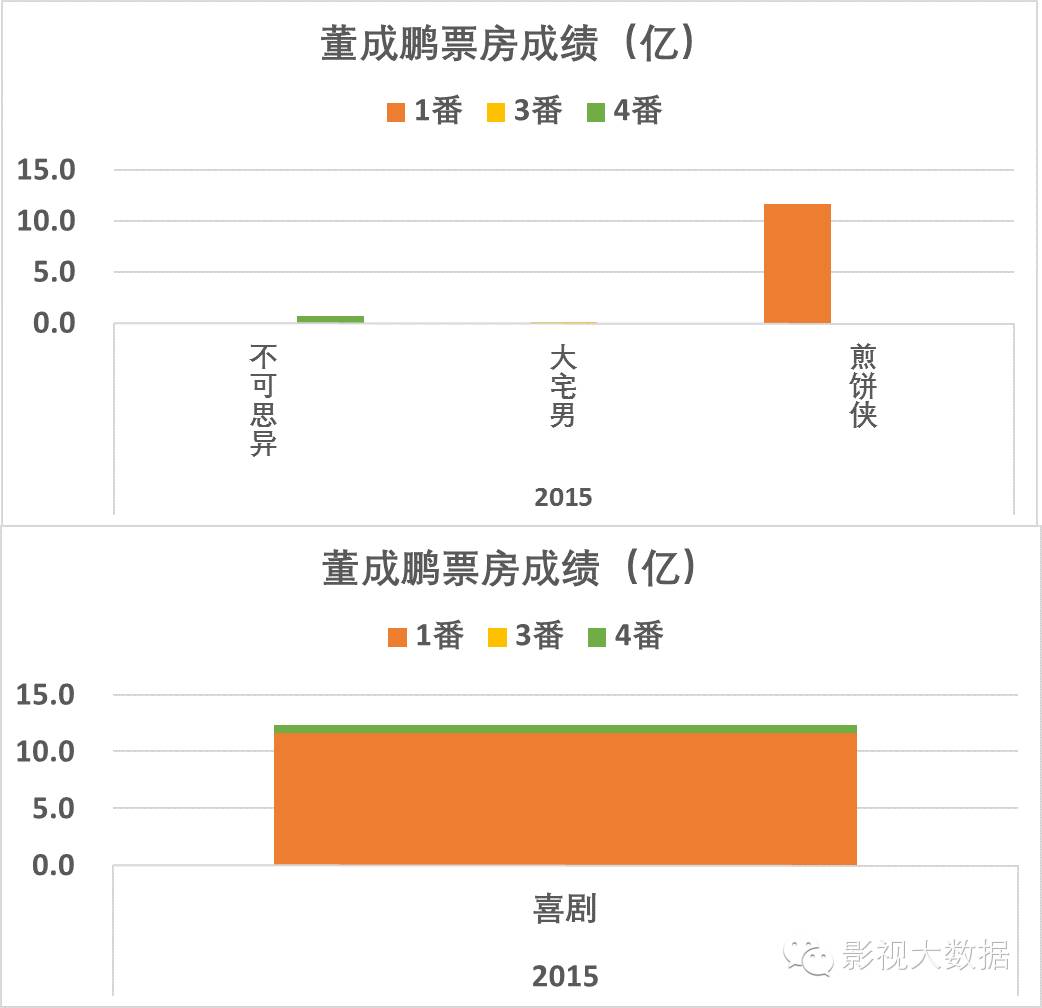 董成鹏票房成绩（亿）
1番 3番 4番
15.0
10.0
5.0
0.0
不可思异
大宅男
煎饼侠
2015
董成鹏票房成绩（亿）
1番 3番 4番
15.0
10.0
5.0
0.0
喜剧
2015
影视大数据